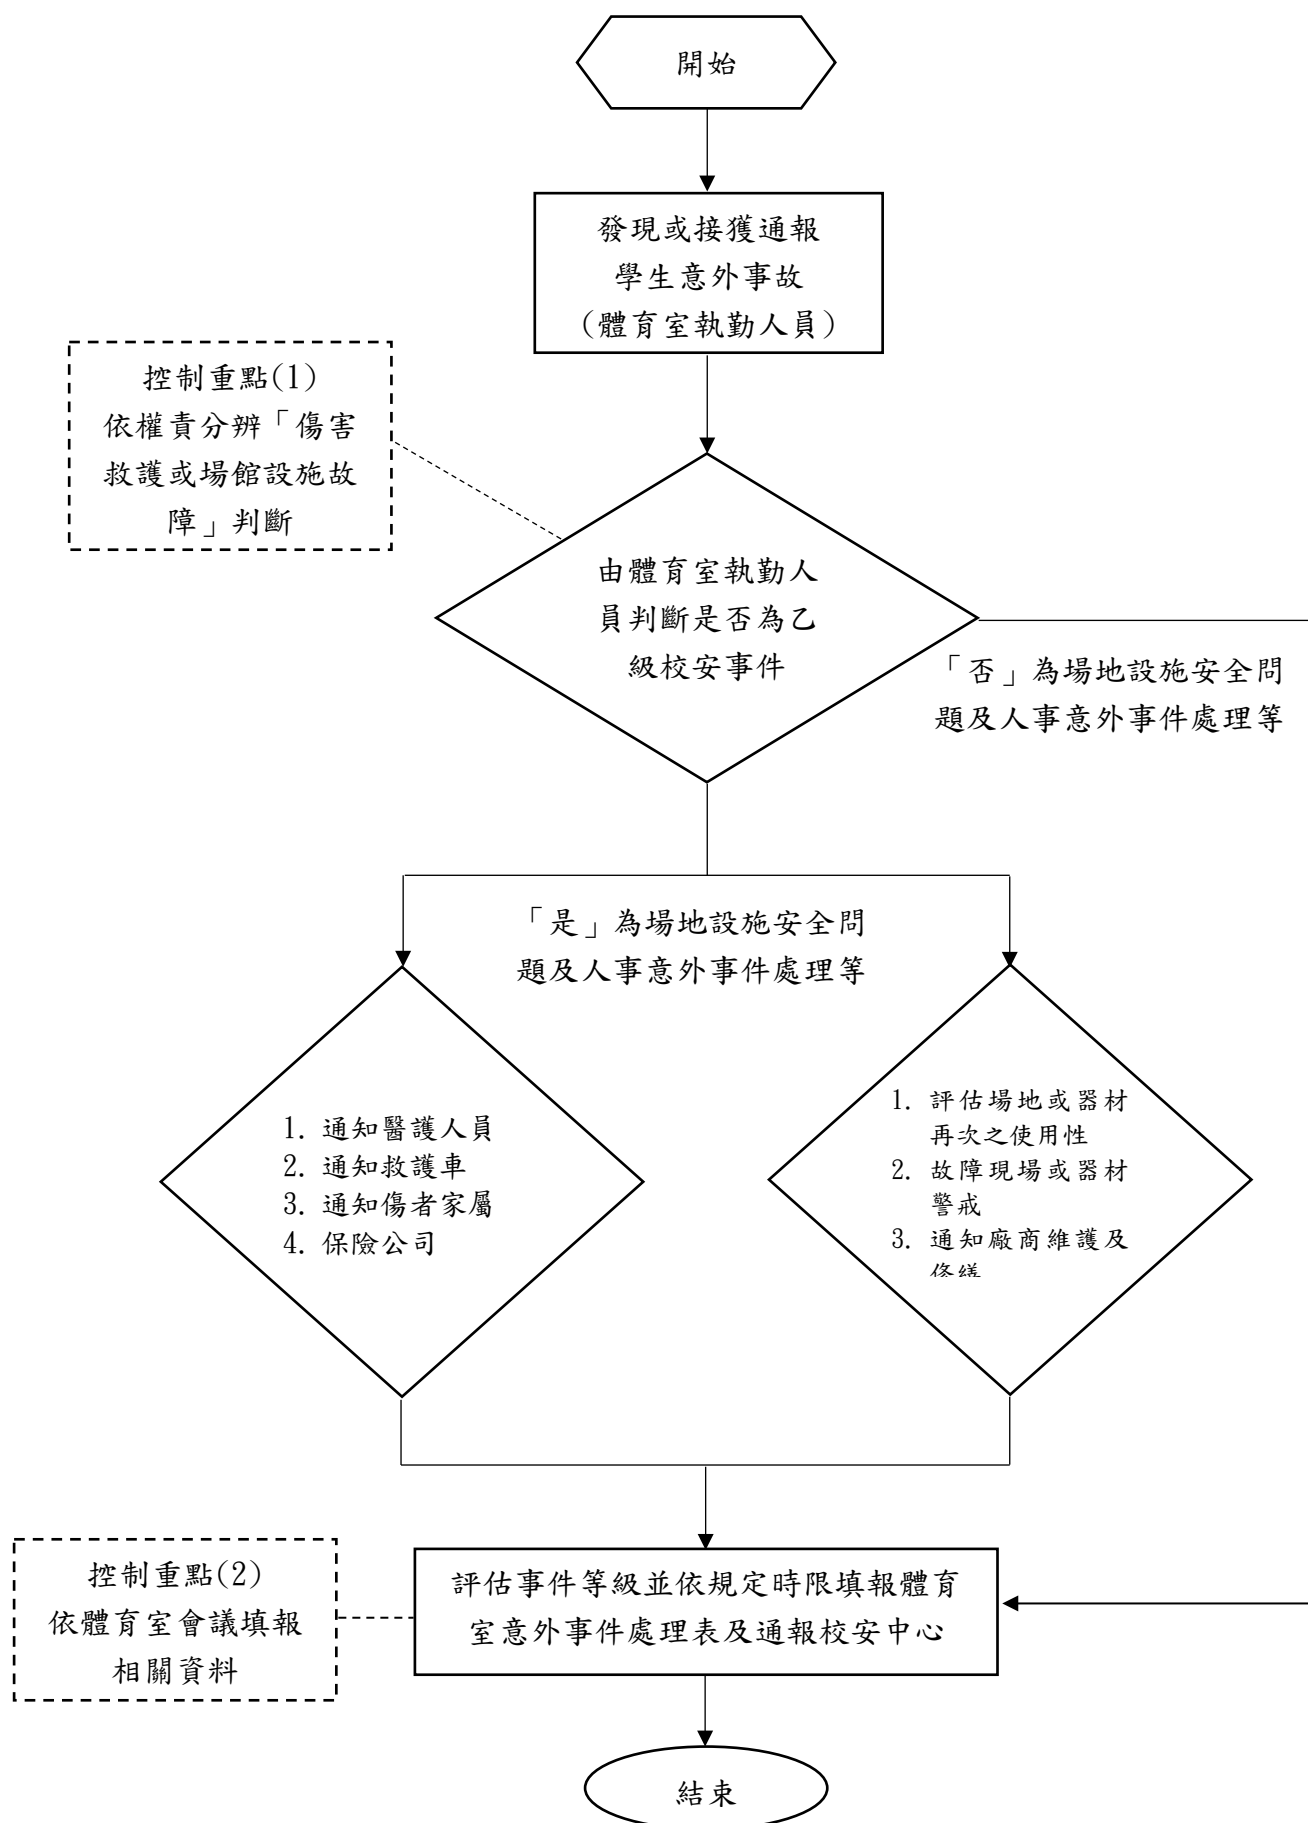 開始
發現或接獲通報
學生意外事故
(體育室執勤人員)
控制重點(1)
依權責分辨「傷害
救護或場館設施故
障」判斷
由體育室執勤人
員判斷是否為乙
級校安事件
「否」為場地設施安全問
題及人事意外事件處理等
「是」為場地設施安全問
題及人事意外事件處理等
1. 通知醫護人員
2. 通知救護車
3. 通知傷者家屬
4. 保險公司
1. 評估場地或器材
再次之使用性
2. 故障現場或器材
警戒
3. 通知廠商維護及
修繕
控制重點(2)
依體育室會議填報
相關資料
評估事件等級並依規定時限填報體育
室意外事件處理表及通報校安中心
結束